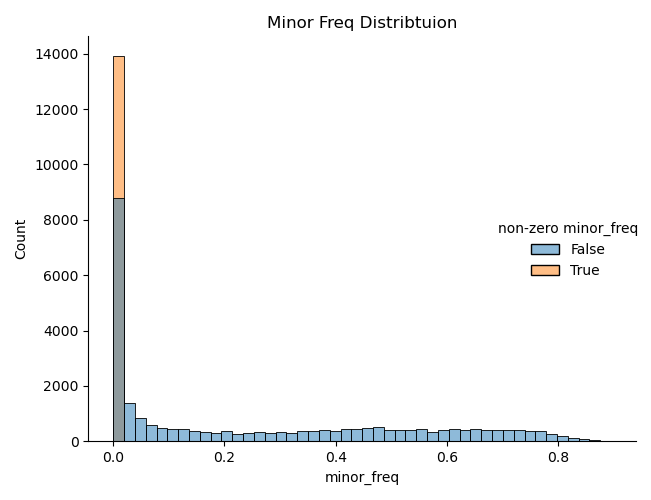 Minor Freq Distribtuion
14000
12000
10000
8000
6000
4000
2000
0
Count
non-zero minor_freq
False
True
0.0 0.2 0.4 0.6 0.8
minor_freq